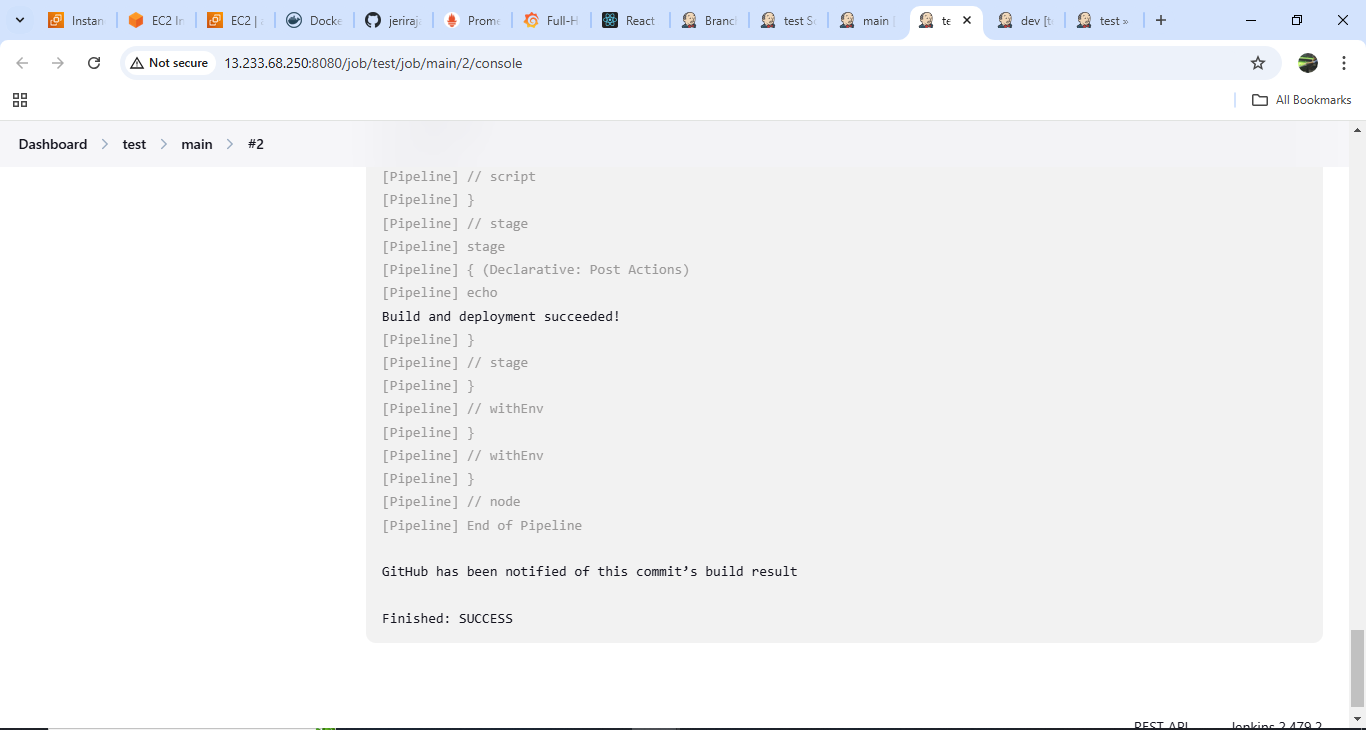 Instan
EC2 In
EC2 |
Docke
jeriraja
Prome
Full-H
React
Branch
test S
main
te
dev [t
test »
Not secure
13.233.68.250:8080/job/test/job/main/2/console
All Bookmarks
Dashboard > test > main > #2
[Pipeline] // script
[Pipeline] }
[Pipeline] // stage
[Pipeline] stage
[Pipeline] { (Declarative: Post Actions)
[Pipeline] echo
Build and deployment succeeded!
[Pipeline] }
[Pipeline] // stage
[Pipeline] }
[Pipeline] // withEnv
[Pipeline] }
[Pipeline] // withEnv
[Pipeline] }
[Pipeline] // node
[Pipeline] End of Pipeline
GitHub has been notified of this commit’s build result
Finished: SUCCESS
REST API
Jenkins 2.479.2